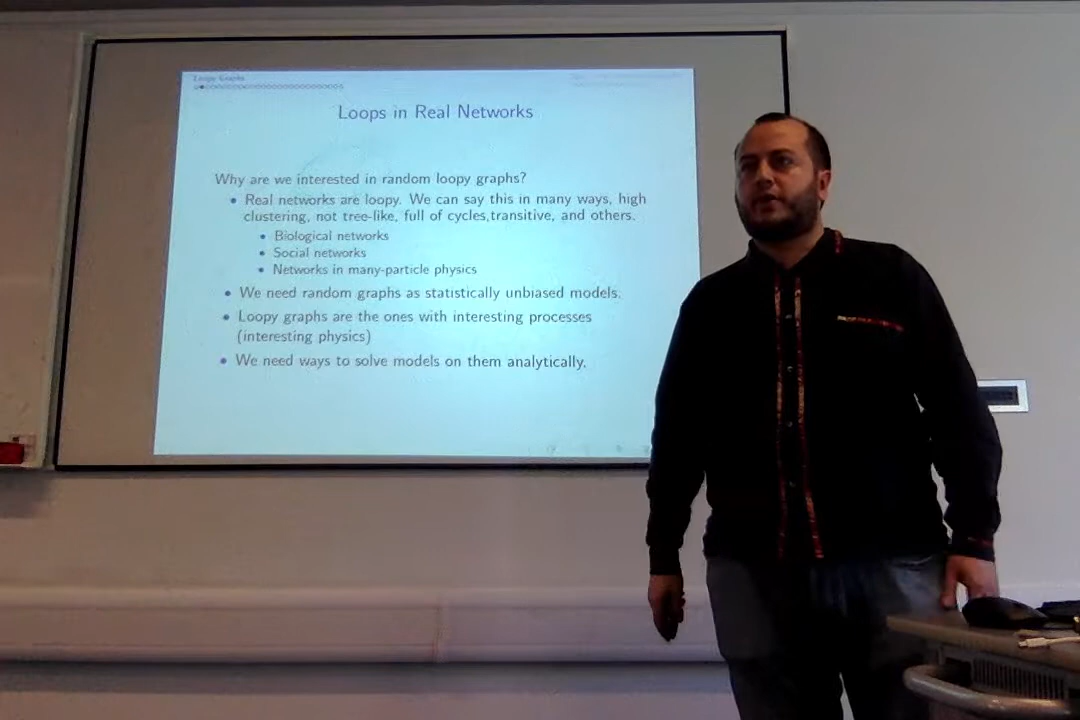 Loopy Graphs
Loops in Real Networks
Why are we interested in random loopy graphs?
• Real networks are loopy. We can say this in many ways, high
clustering, not tree-like, full of cycles,transitive, and others.
• Biological networks
• Social networks
• Networks in many-particle physics
• We need random graphs as statistically unbiased models.
• Loopy graphs are the ones with interesting processes
(interesting physics)
• We need ways to solve models on them analytically.